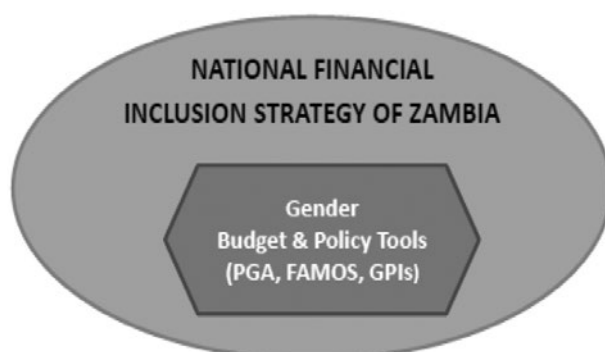 NATIONAL FINANCIAL
INCLUSION STRATEGY OF ZAMBIA
Gender
Budget & Policy Tools
(PGA, FAMOS, GPIs)